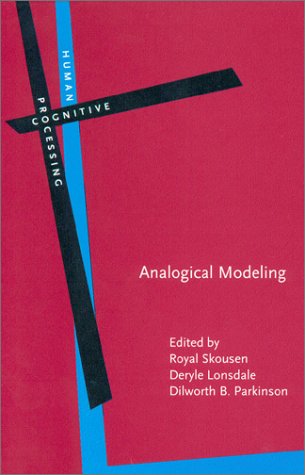 HUMAN
COGNITIVE
PROCESSING
Analogical Modeling
Edited by
Royal Skousen
Deryle Lonsdale
Dilworth B. Parkinson